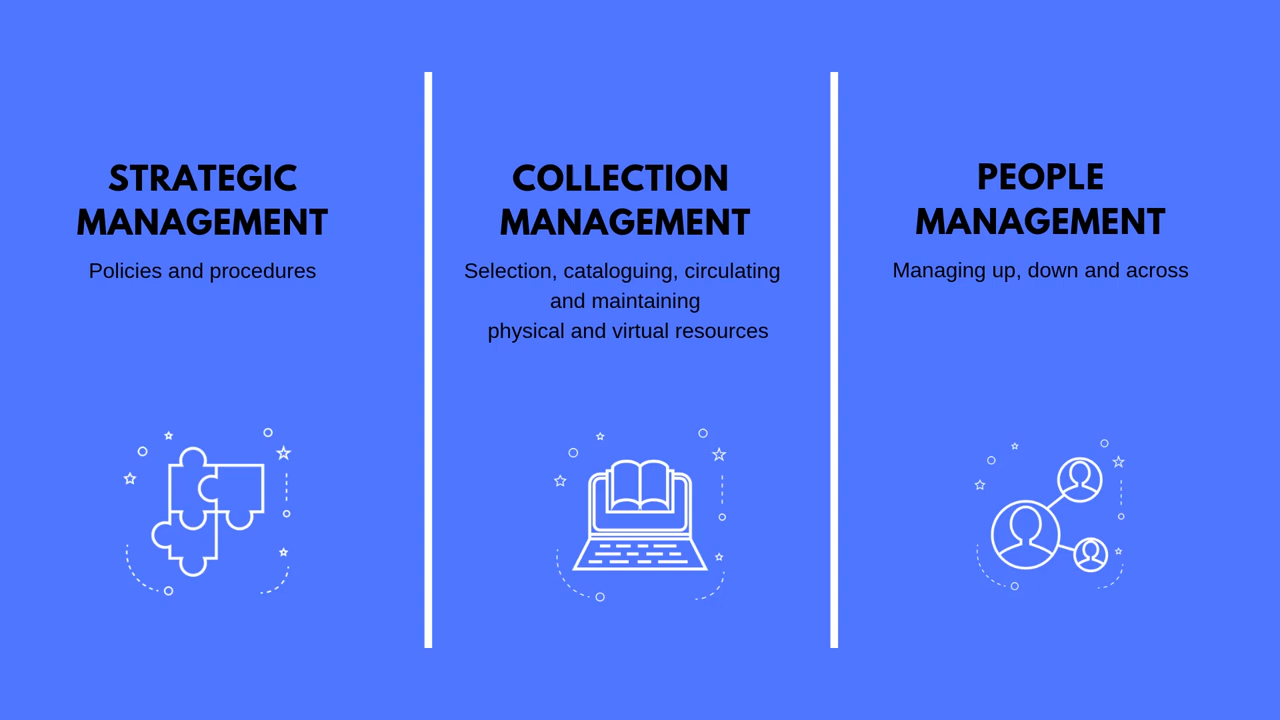 STRATEGIC
MANAGEMENT
Policies and procedures
COLLECTION
MANAGEMENT
Selection, cataloguing, circulating
and maintaining
physical and virtual resources
PEOPLE
MANAGEMENT
Managing up, down and across